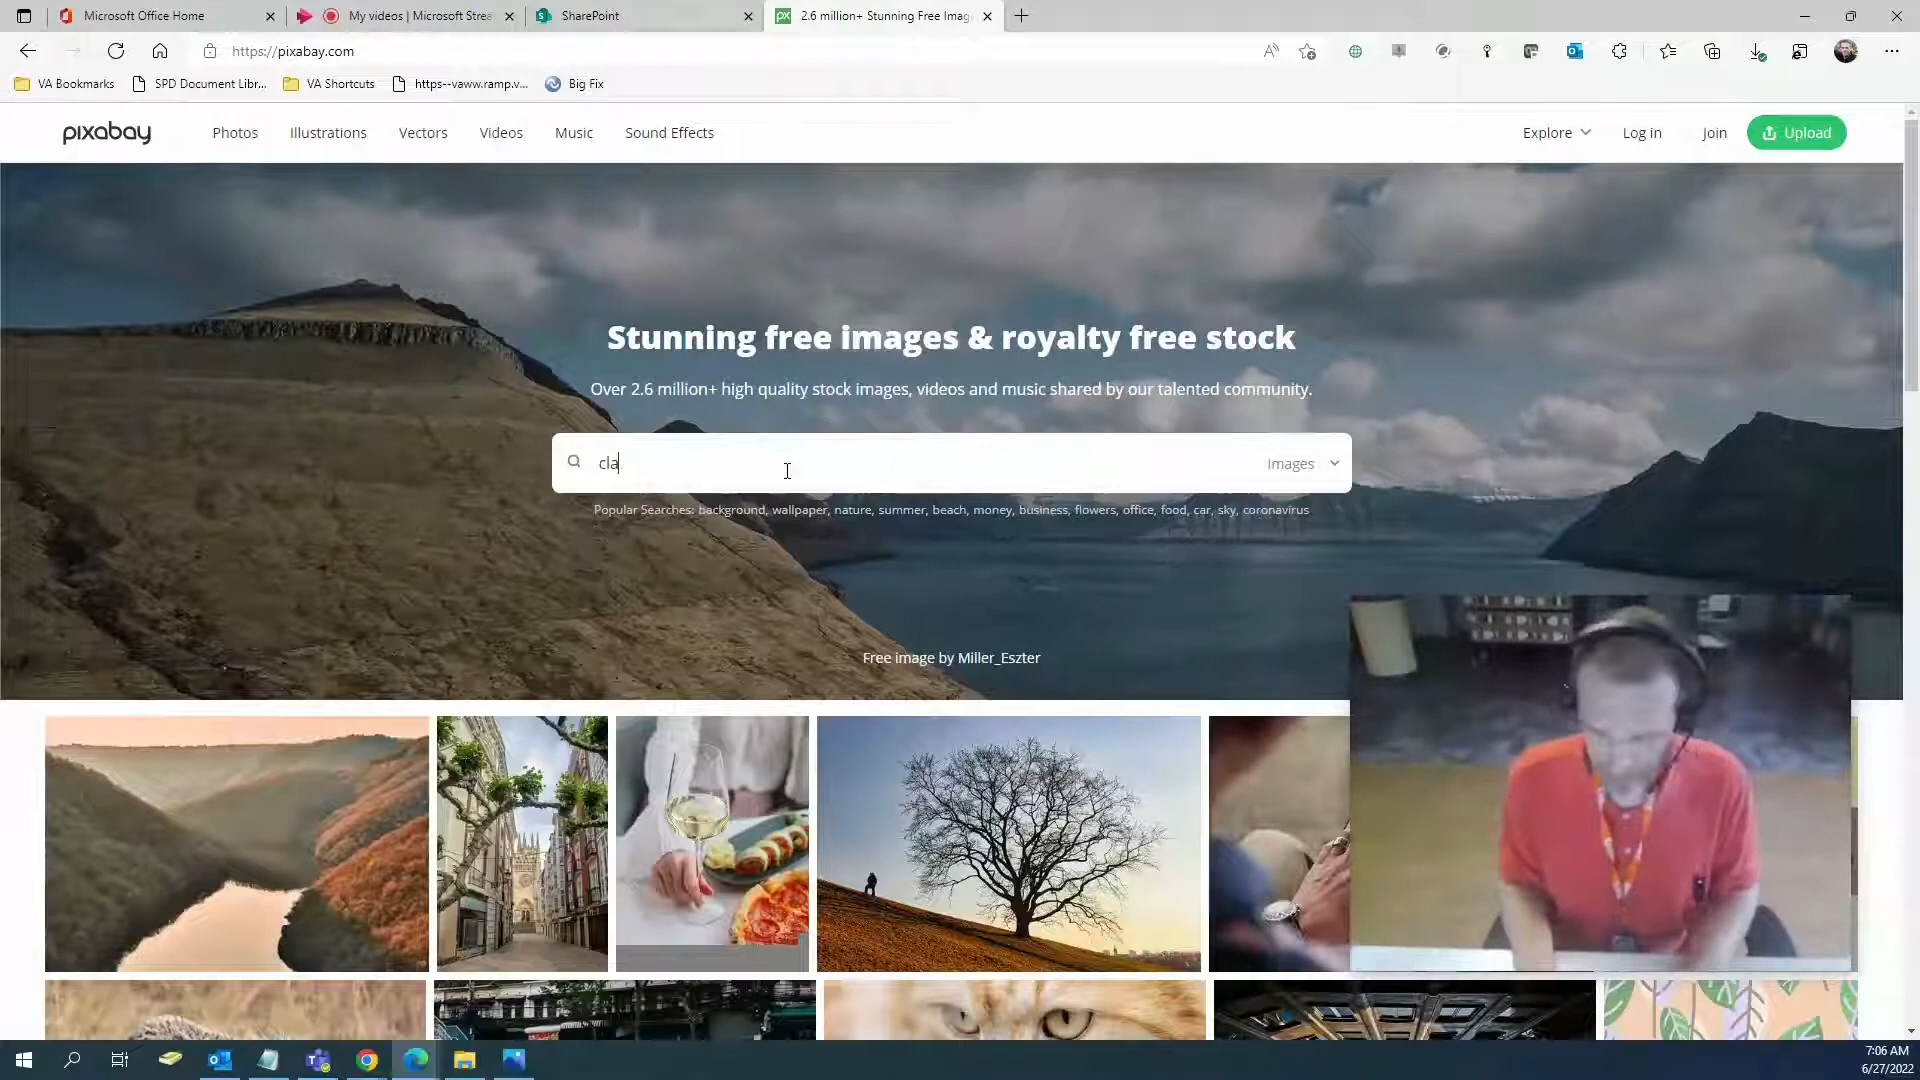 Microsoft Office Home
My videos | Microsoft Strea
SharePoint
2.6 million+ Stunning Free Imag
https://pixabay.com
VA Bookmarks
SPD Document Libr...
VA Shortcuts
https--vaww.ramp.v...
Big Fix
pixabay
Photos
Illustrations
Vectors
Videos
Music
Sound Effects
Explore
Log in
Join
Upload
Stunning free images & royalty free stock
Over 2.6 million+ high quality stock images, videos and music shared by our talented community.
cla
Images
Popular Searches: background, wallpaper, nature, summer, beach, money, business, flowers, office, food, car, sky, coronavirus
Free image by Miller_Eszter
7:06 AM
6/27/2022